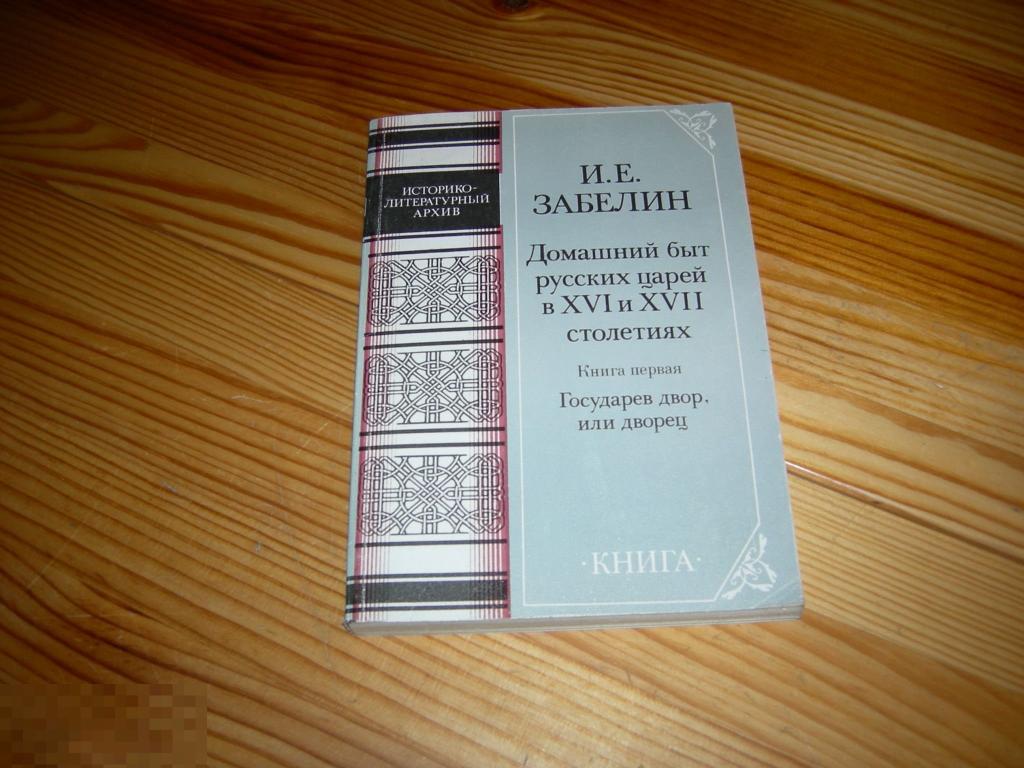 ИСТОРИКО-
ЛИТЕРАТУРНЫЙ
АРХИВ
И.Е.
ЗАБЕЛИН
Домашний быт
русских царей
в XVI и XVII
столетиях
Книга первая
Государев двор,
или дворец
·КНИГА·